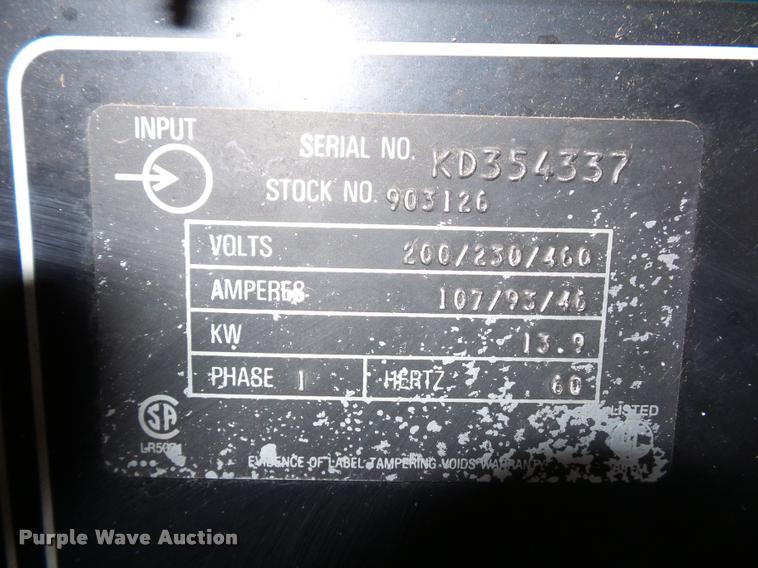 INPUT
SERIAL NO. KD354337
STOCK NO. 903126
VOLTS 200/230/460
AMPERES 107/93/46
KW 13.9
PHASE 1 HERTZ 60
SA
LISTED
EVIDENCE OF LABEL TAMPERING VOIDS WARRANTY
Purple Wave Auction